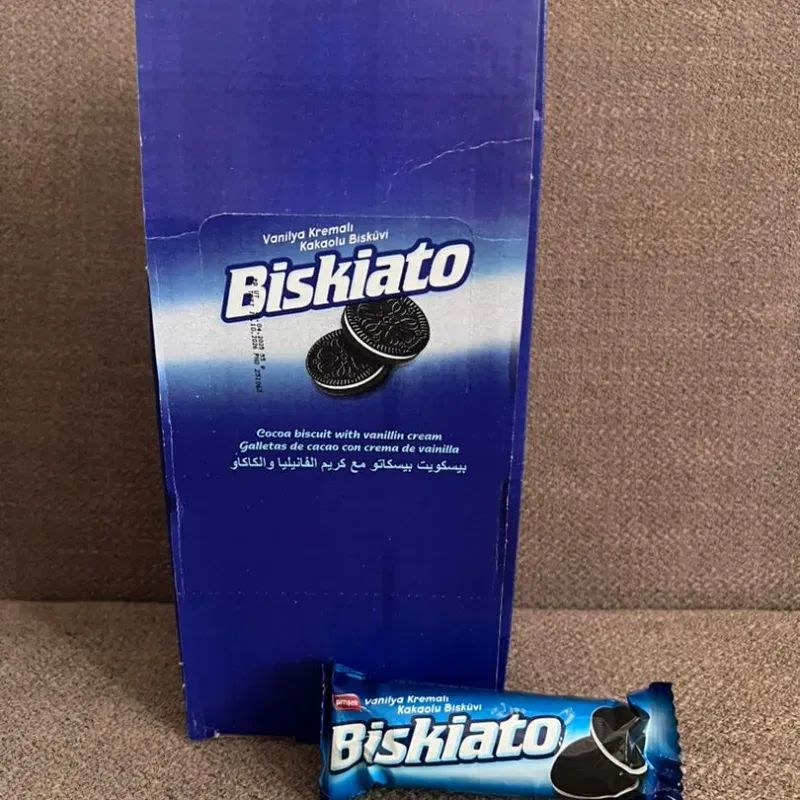 Vanilya Kremalı
Kakaolu Bisküvi
Biskiato
Cocoa biscuit with vanillin cream
Galletas de cacao con crema de vainilla
بيسكويت بيسكاتو مع كريم الفانيليا والكاكاو
Şimşek
Vanilya Kremalı
Kakaolu Bisküvi
Biskiato